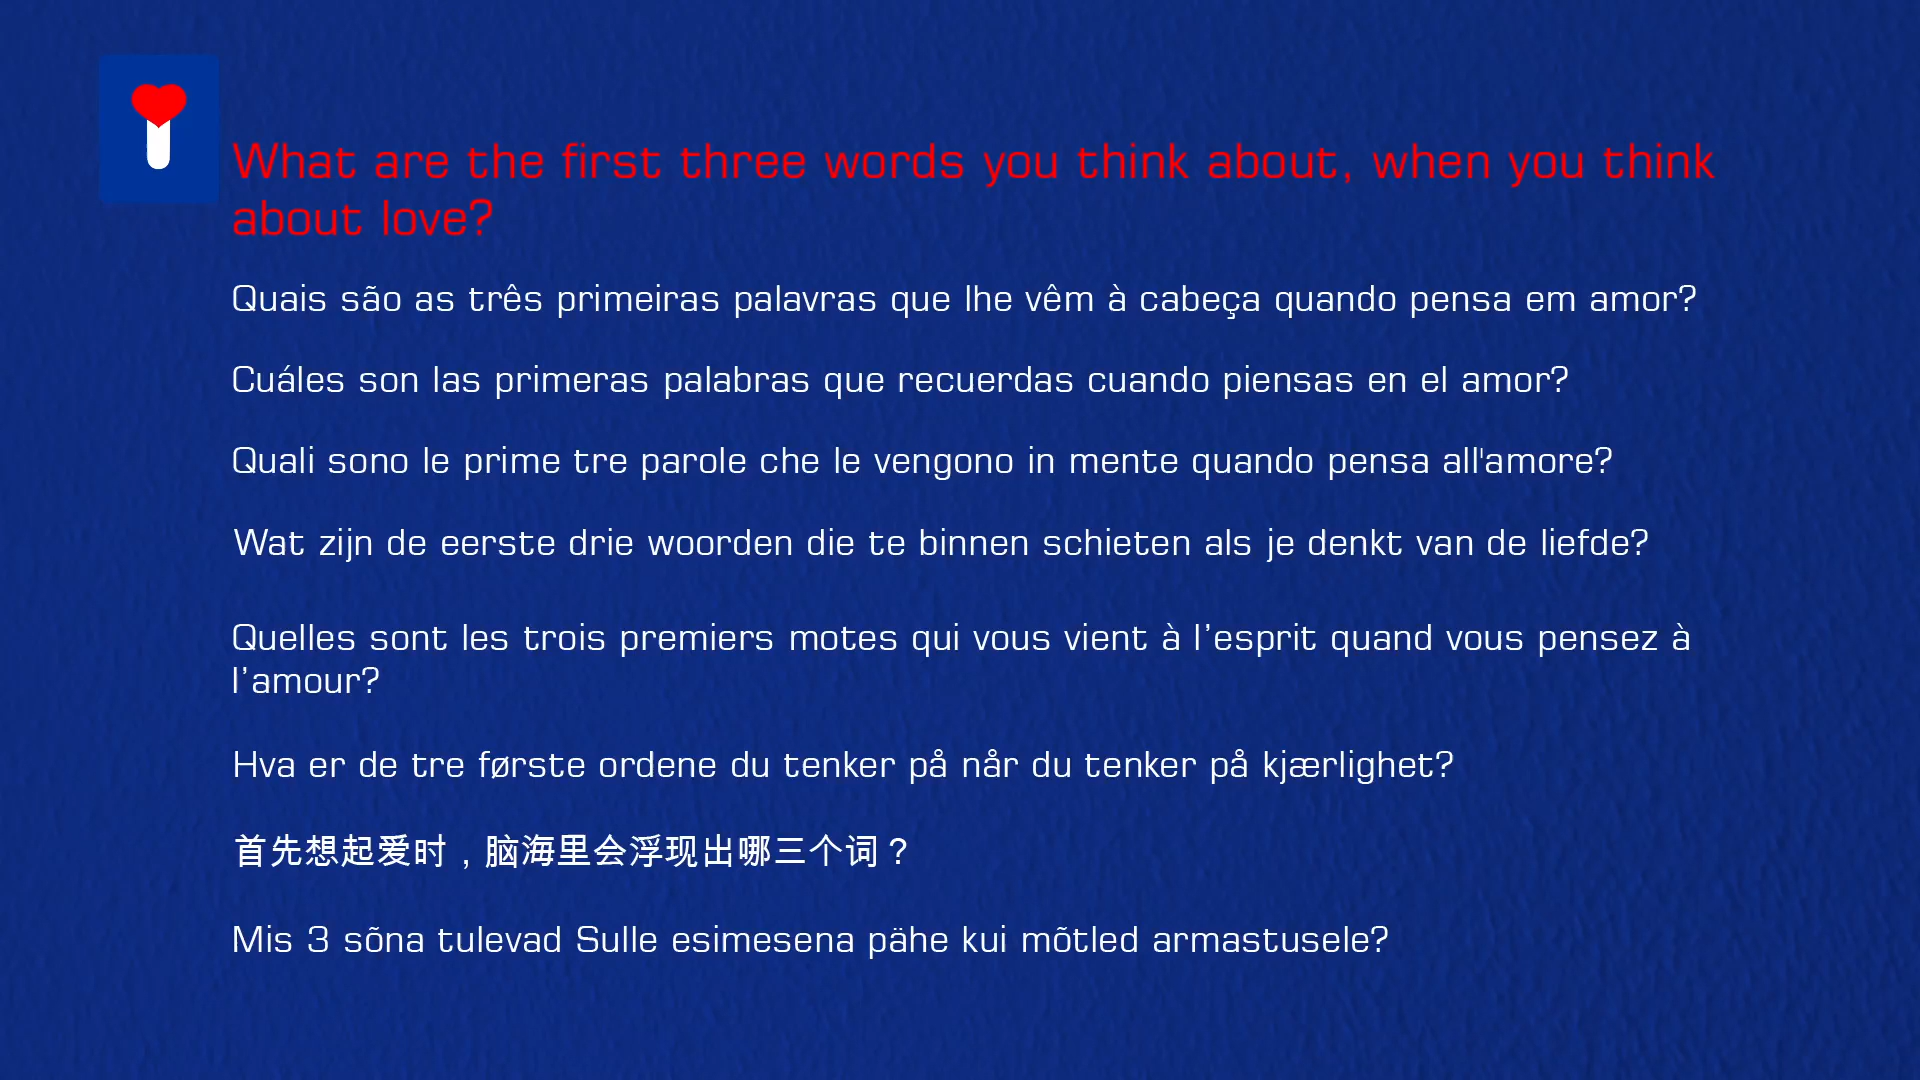 What are the first three words you think about, when you think
about love?
Quais são as três primeiras palavras que lhe vêm à cabeça quando pensa em amor?
Cuáles son las primeras palabras que recuerdas cuando piensas en el amor?
Quali sono le prime tre parole che le vengono in mente quando pensa all'amore?
Wat zijn de eerste drie woorden die te binnen schieten als je denkt van de liefde?
Quelles sont les trois premiers motes qui vous vient à l’esprit quand vous pensez à
l’amour?
Hva er de tre første ordene du tenker på når du tenker på kjærlighet?
首先想起爱时，脑海里会浮现出哪三个词？
Mis 3 sõna tulevad Sulle esimesena pähe kui mõtled armastusele?